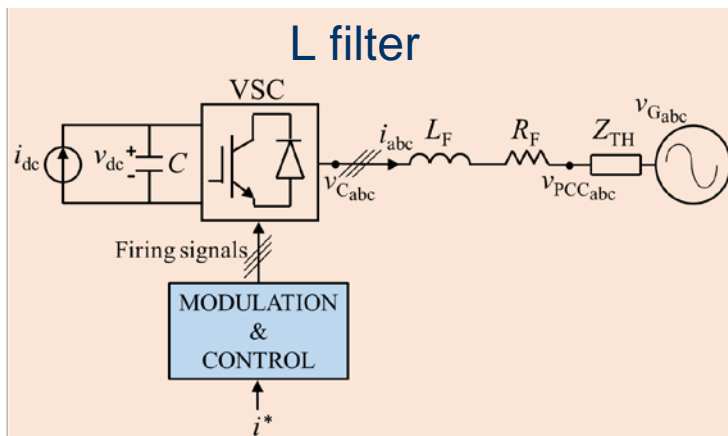 L filter
VSC
i_dc
v_dc
+
-
C
v_Cabc
i_abc
L_F
R_F
v_PCCabc
Z_TH
v_Gabc
Firing signals
MODULATION
&
CONTROL
i*